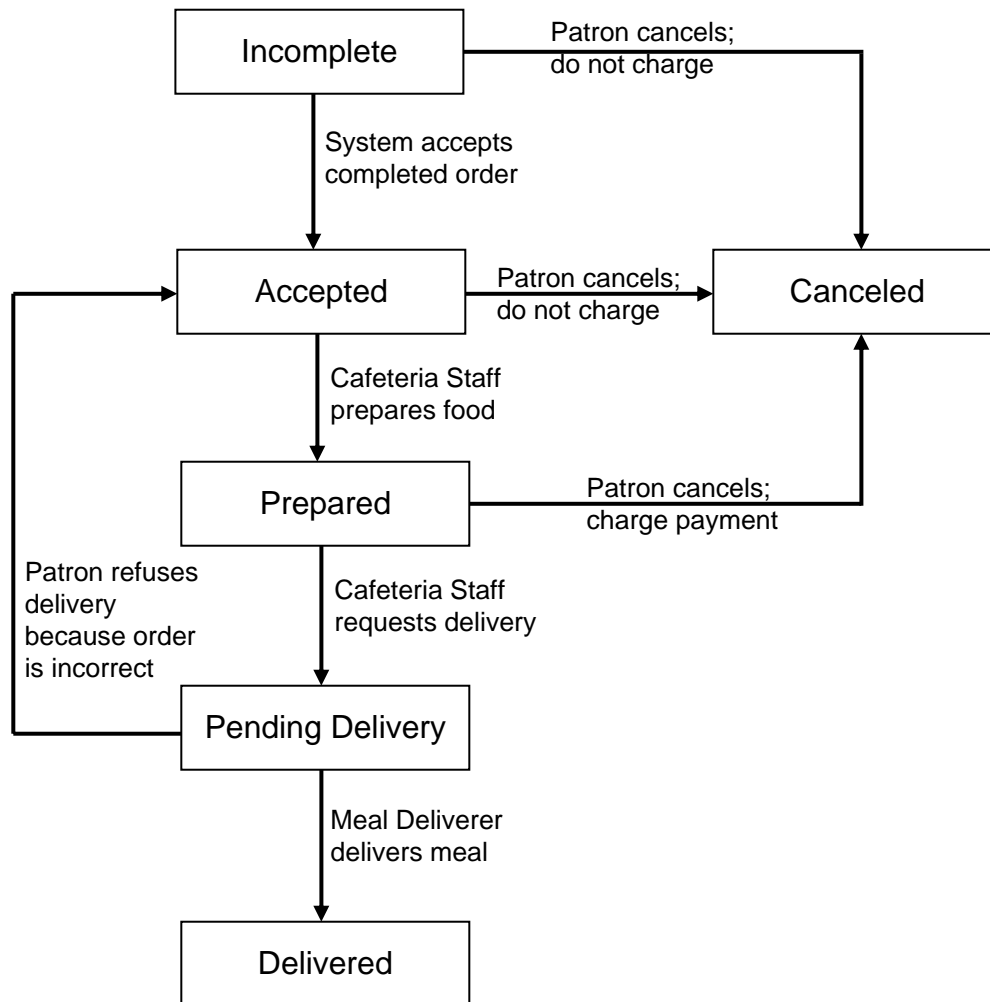 Incomplete
Patron cancels;
do not charge
System accepts
completed order
Accepted
Patron cancels;
do not charge
Canceled
Cafeteria Staff
prepares food
Prepared
Patron cancels;
charge payment
Patron refuses
delivery
because order
is incorrect
Cafeteria Staff
requests delivery
Pending Delivery
Meal Deliverer
delivers meal
Delivered